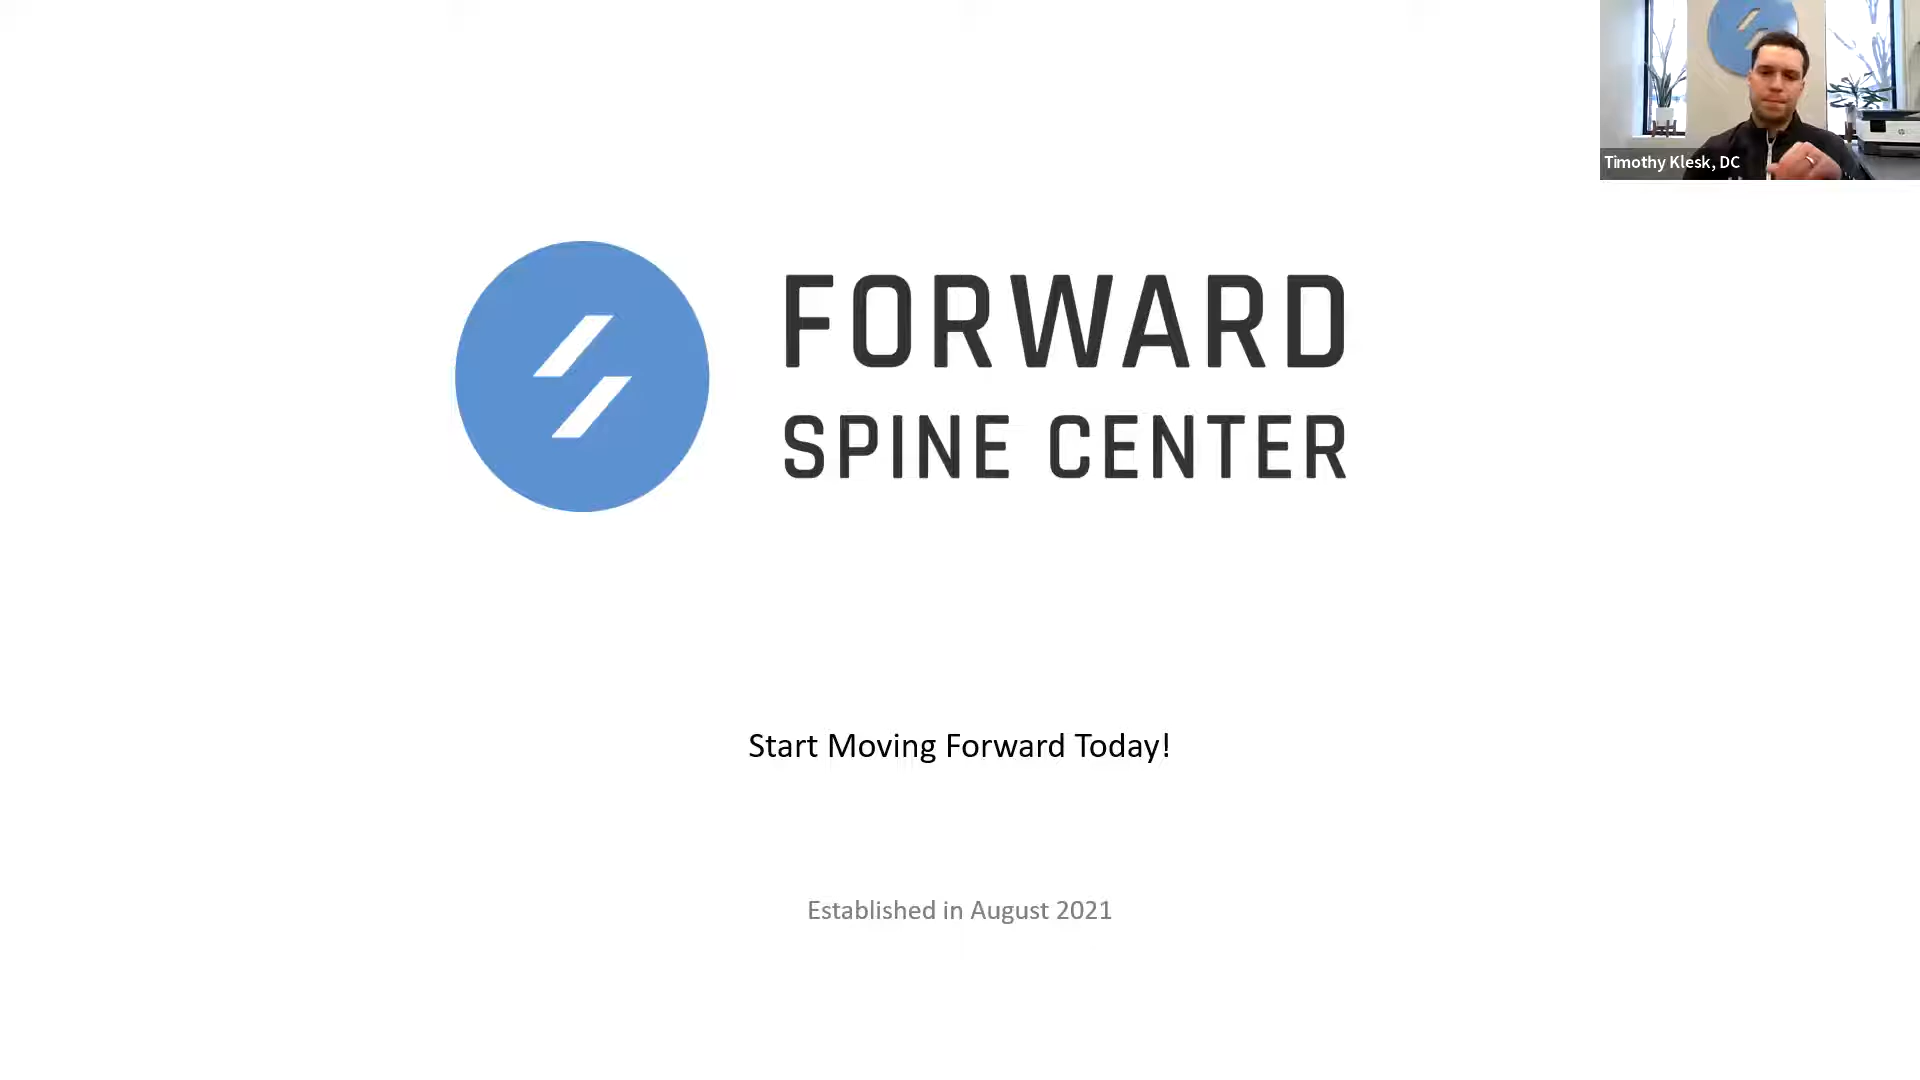 Timothy Klesk, DC
FORWARD
SPINE CENTER
Start Moving Forward Today!
Established in August 2021